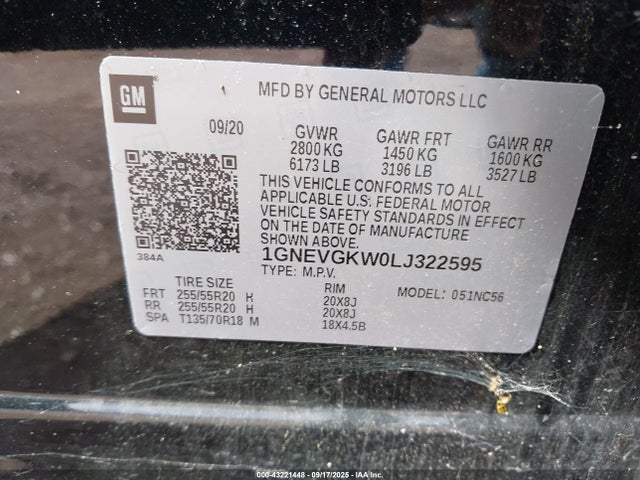 GM
MFD BY GENERAL MOTORS LLC
09/20
GVWR GAWR FRT GAWR RR
2800 KG 1450 KG 1600 KG
6173 LB 3196 LB 3527 LB
THIS VEHICLE CONFORMS TO ALL
APPLICABLE U.S. FEDERAL MOTOR
VEHICLE SAFETY STANDARDS IN EFFECT
ON THE DATE OF MANUFACTURE
SHOWN ABOVE.
384A
1GNEVGKW0LJ322595
TYPE: M.P.V.
TIRE SIZE RIM MODEL: 051NC56
FRT 255/55R20 H 20X8J
RR 255/55R20 H 20X8J
SPA T135/70R18 M 18X4.5B
000-43221448 - 09/17/2025 - IAA Inc.